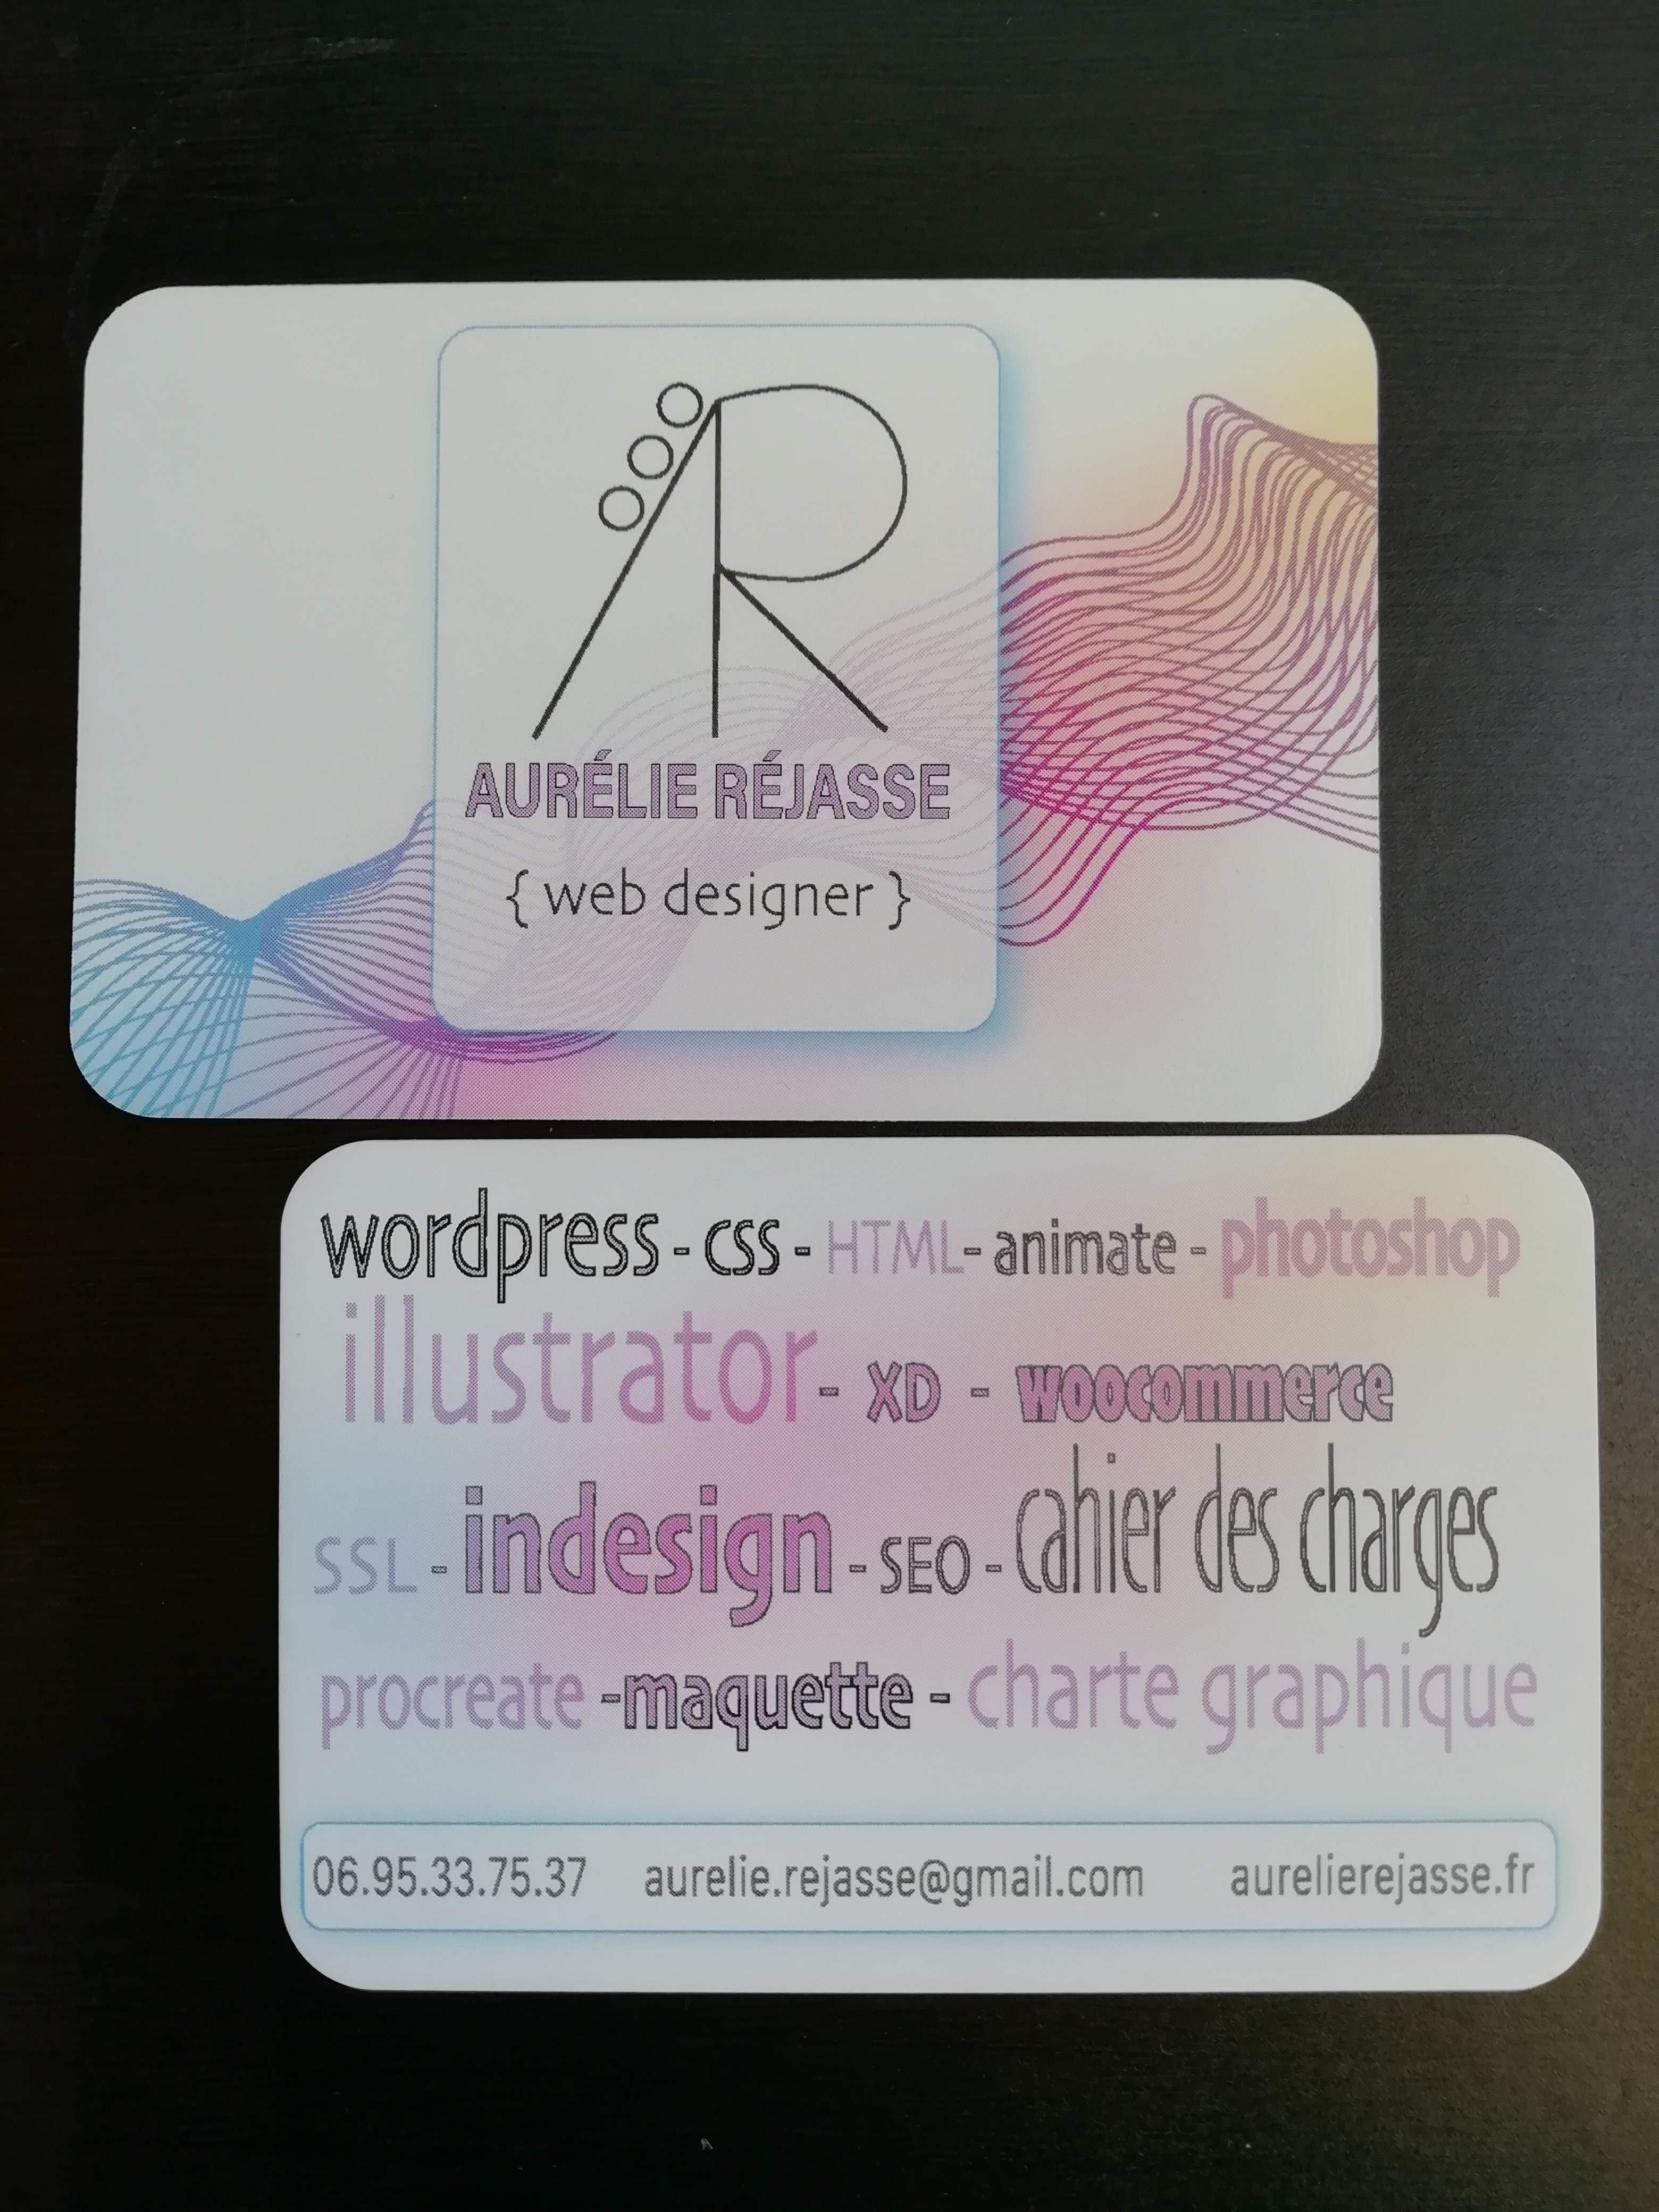 AR
AURÉLIE RÉJASSE
{ web designer }
wordpress - css - HTML - animate - photoshop
illustrator - XD - woocommerce
SSL - indesign - SEO - cahier des charges
procreate - maquette - charte graphique
06.95.33.75.37 aurelie.rejasse@gmail.com aurelierejasse.fr